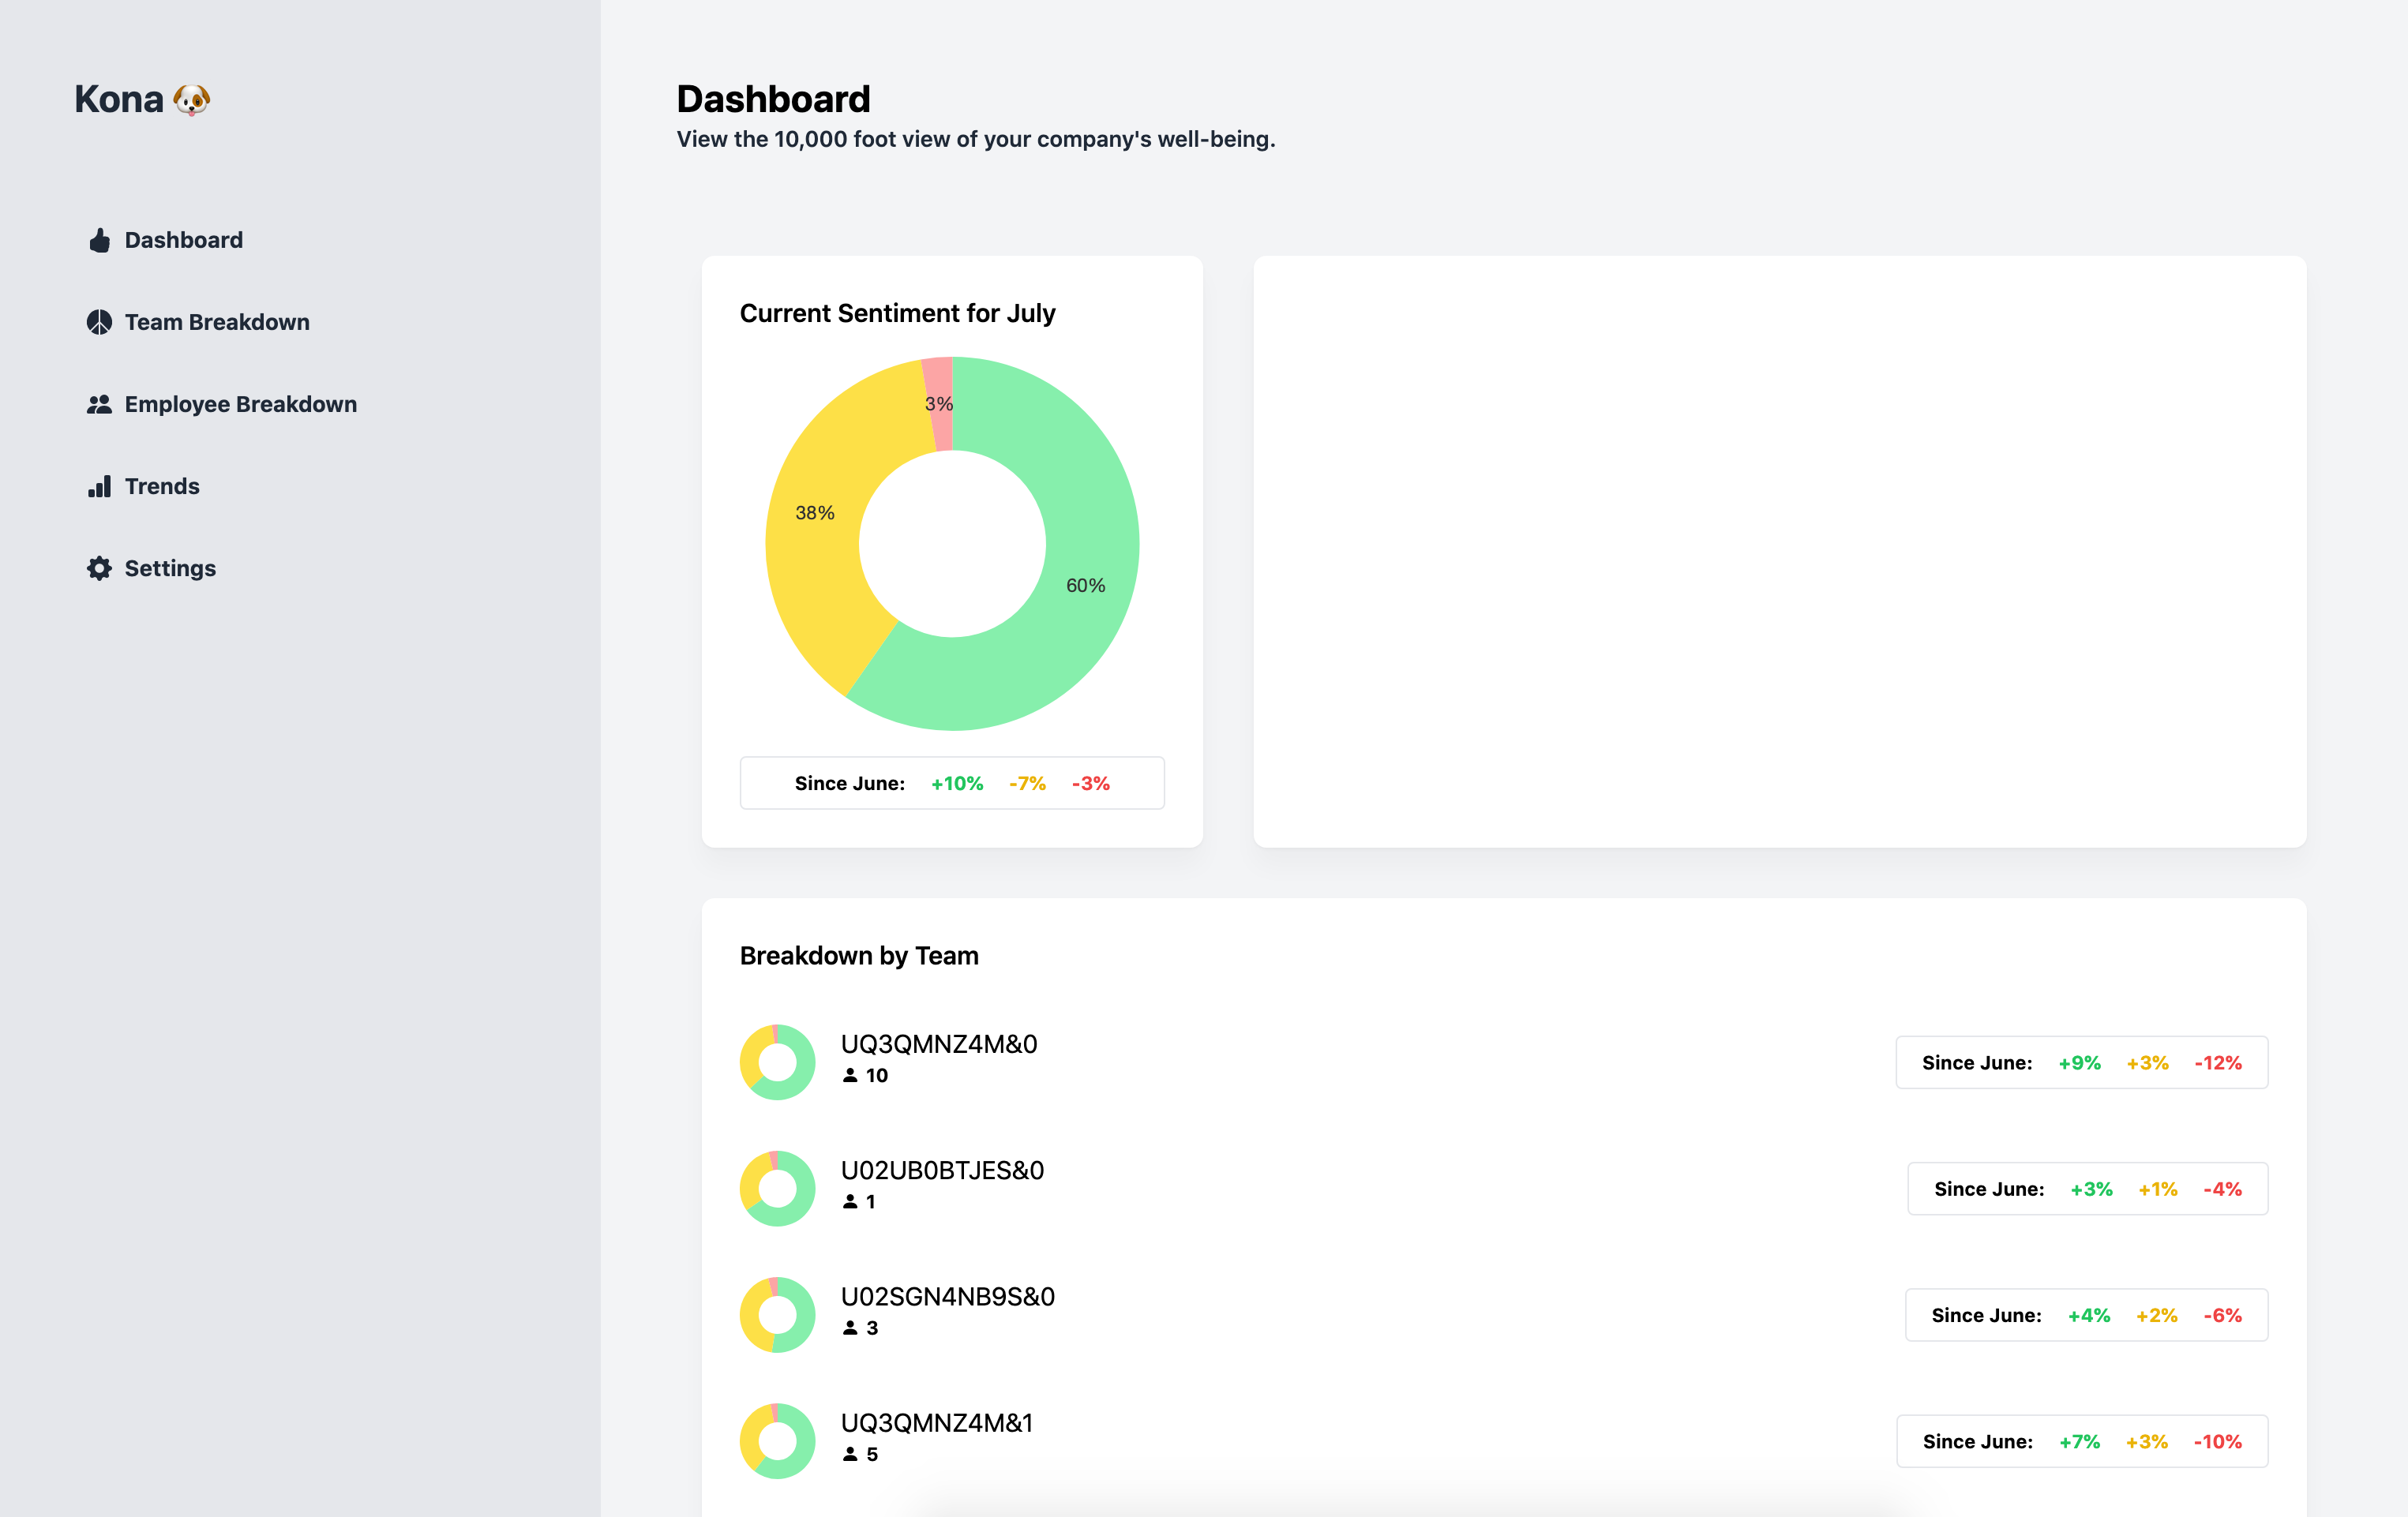 Kona
Dashboard
Team Breakdown
Employee Breakdown
Trends
Settings
Dashboard
View the 10,000 foot view of your company's well-being.
Current Sentiment for July
3%
38%
60%
Since June: +10% -7% -3%
Breakdown by Team
UQ3QMNZ4M&0
10
Since June: +9% +3% -12%
U02UB0BTJES&0
1
Since June: +3% +1% -4%
U02SGN4NB9S&0
3
Since June: +4% +2% -6%
UQ3QMNZ4M&1
5
Since June: +7% +3% -10%